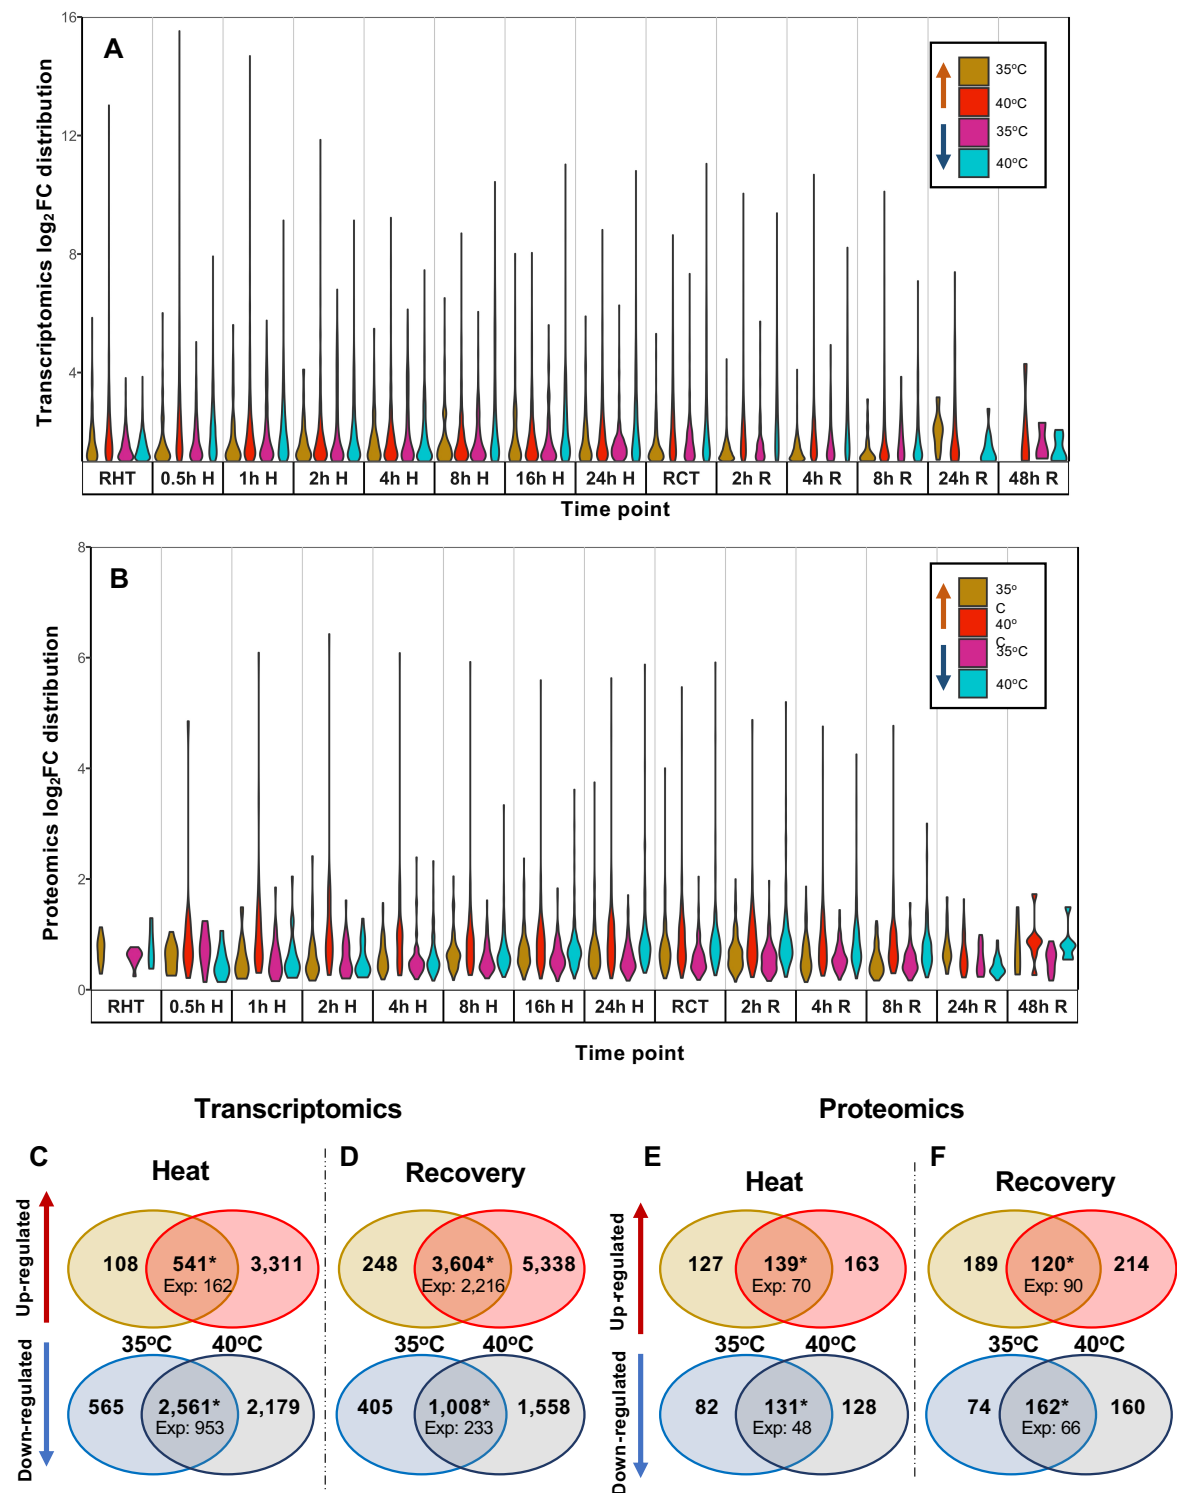 A
Transcriptomics log2 FC distribution
16
12
8
4
35°C
40°C
35°C
40°C
RHT 0.5h H 1h H 2h H 4h H 8h H 16h H 24h H RCT 2h R 4h R 8h R 24h R 48h R
Time point
B
Proteomics log2FC distribution
8
6
4
2
0
35°
C
40°
C
35°C
40°C
RHT 0.5h H 1h H 2h H 4h H 8h H 16h H 24h H RCT 2h R 4h R 8h R 24h R 48h R
Time point
Transcriptomics
Proteomics
C
Heat
D
Recovery
E
Heat
F
Recovery
Up-regulated
108 541* 3,311
Exp: 162
248 3,604* 5,338
Exp: 2,216
Up-regulated
127 139* 163
Exp: 70
189 120* 214
Exp: 90
35°C 40°C
35°C 40°C
35°C 40°C
35°C 40°C
Down-regulated
565 2,561* 2,179
Exp: 953
405 1,008* 1,558
Exp: 233
Down-regulated
82 131* 128
Exp: 48
74 162* 160
Exp: 66